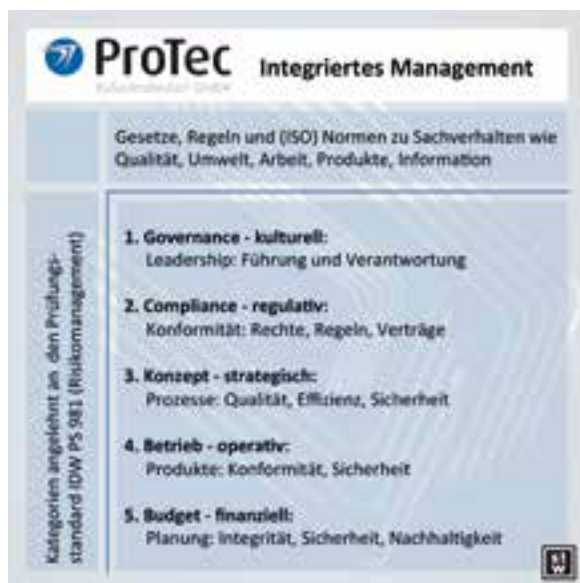 ProTec
Integriertes Management
Gesetze, Regeln und (ISO) Normen zu Sachverhalten wie
Qualität, Umwelt, Arbeit, Produkte, Information
Kategorien angelehnt an den Prüfungs-
standard IDW PS 981 (Risikomanagement)
1. Governance - kulturell:
Leadership: Führung und Verantwortung
2. Compliance - regulativ:
Konformität: Rechte, Regeln, Verträge
3. Konzept - strategisch:
Prozesse: Qualität, Effizienz, Sicherheit
4. Betrieb - operativ:
Produkte: Konformität, Sicherheit
5. Budget - finanziell:
Planung: Integrität, Sicherheit, Nachhaltigkeit